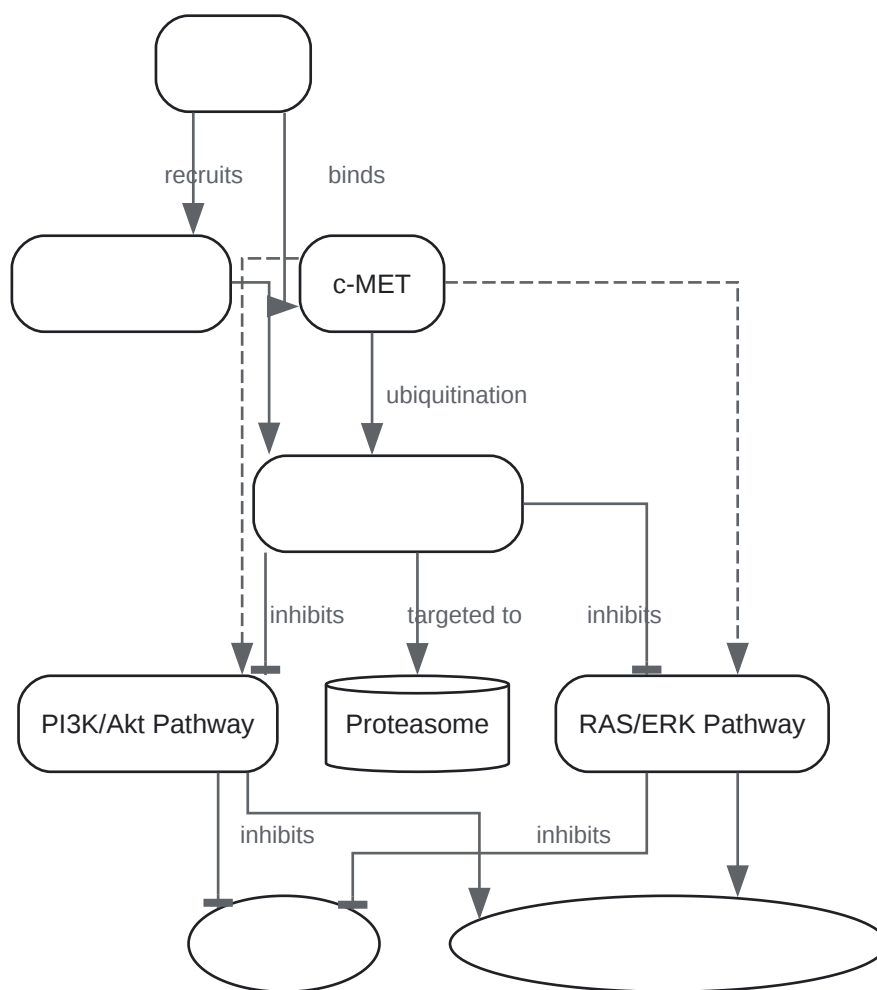 recruits
binds
c-MET
ubiquitination
inhibits
targeted to
inhibits
PI3K/Akt Pathway
Proteasome
RAS/ERK Pathway
inhibits
inhibits